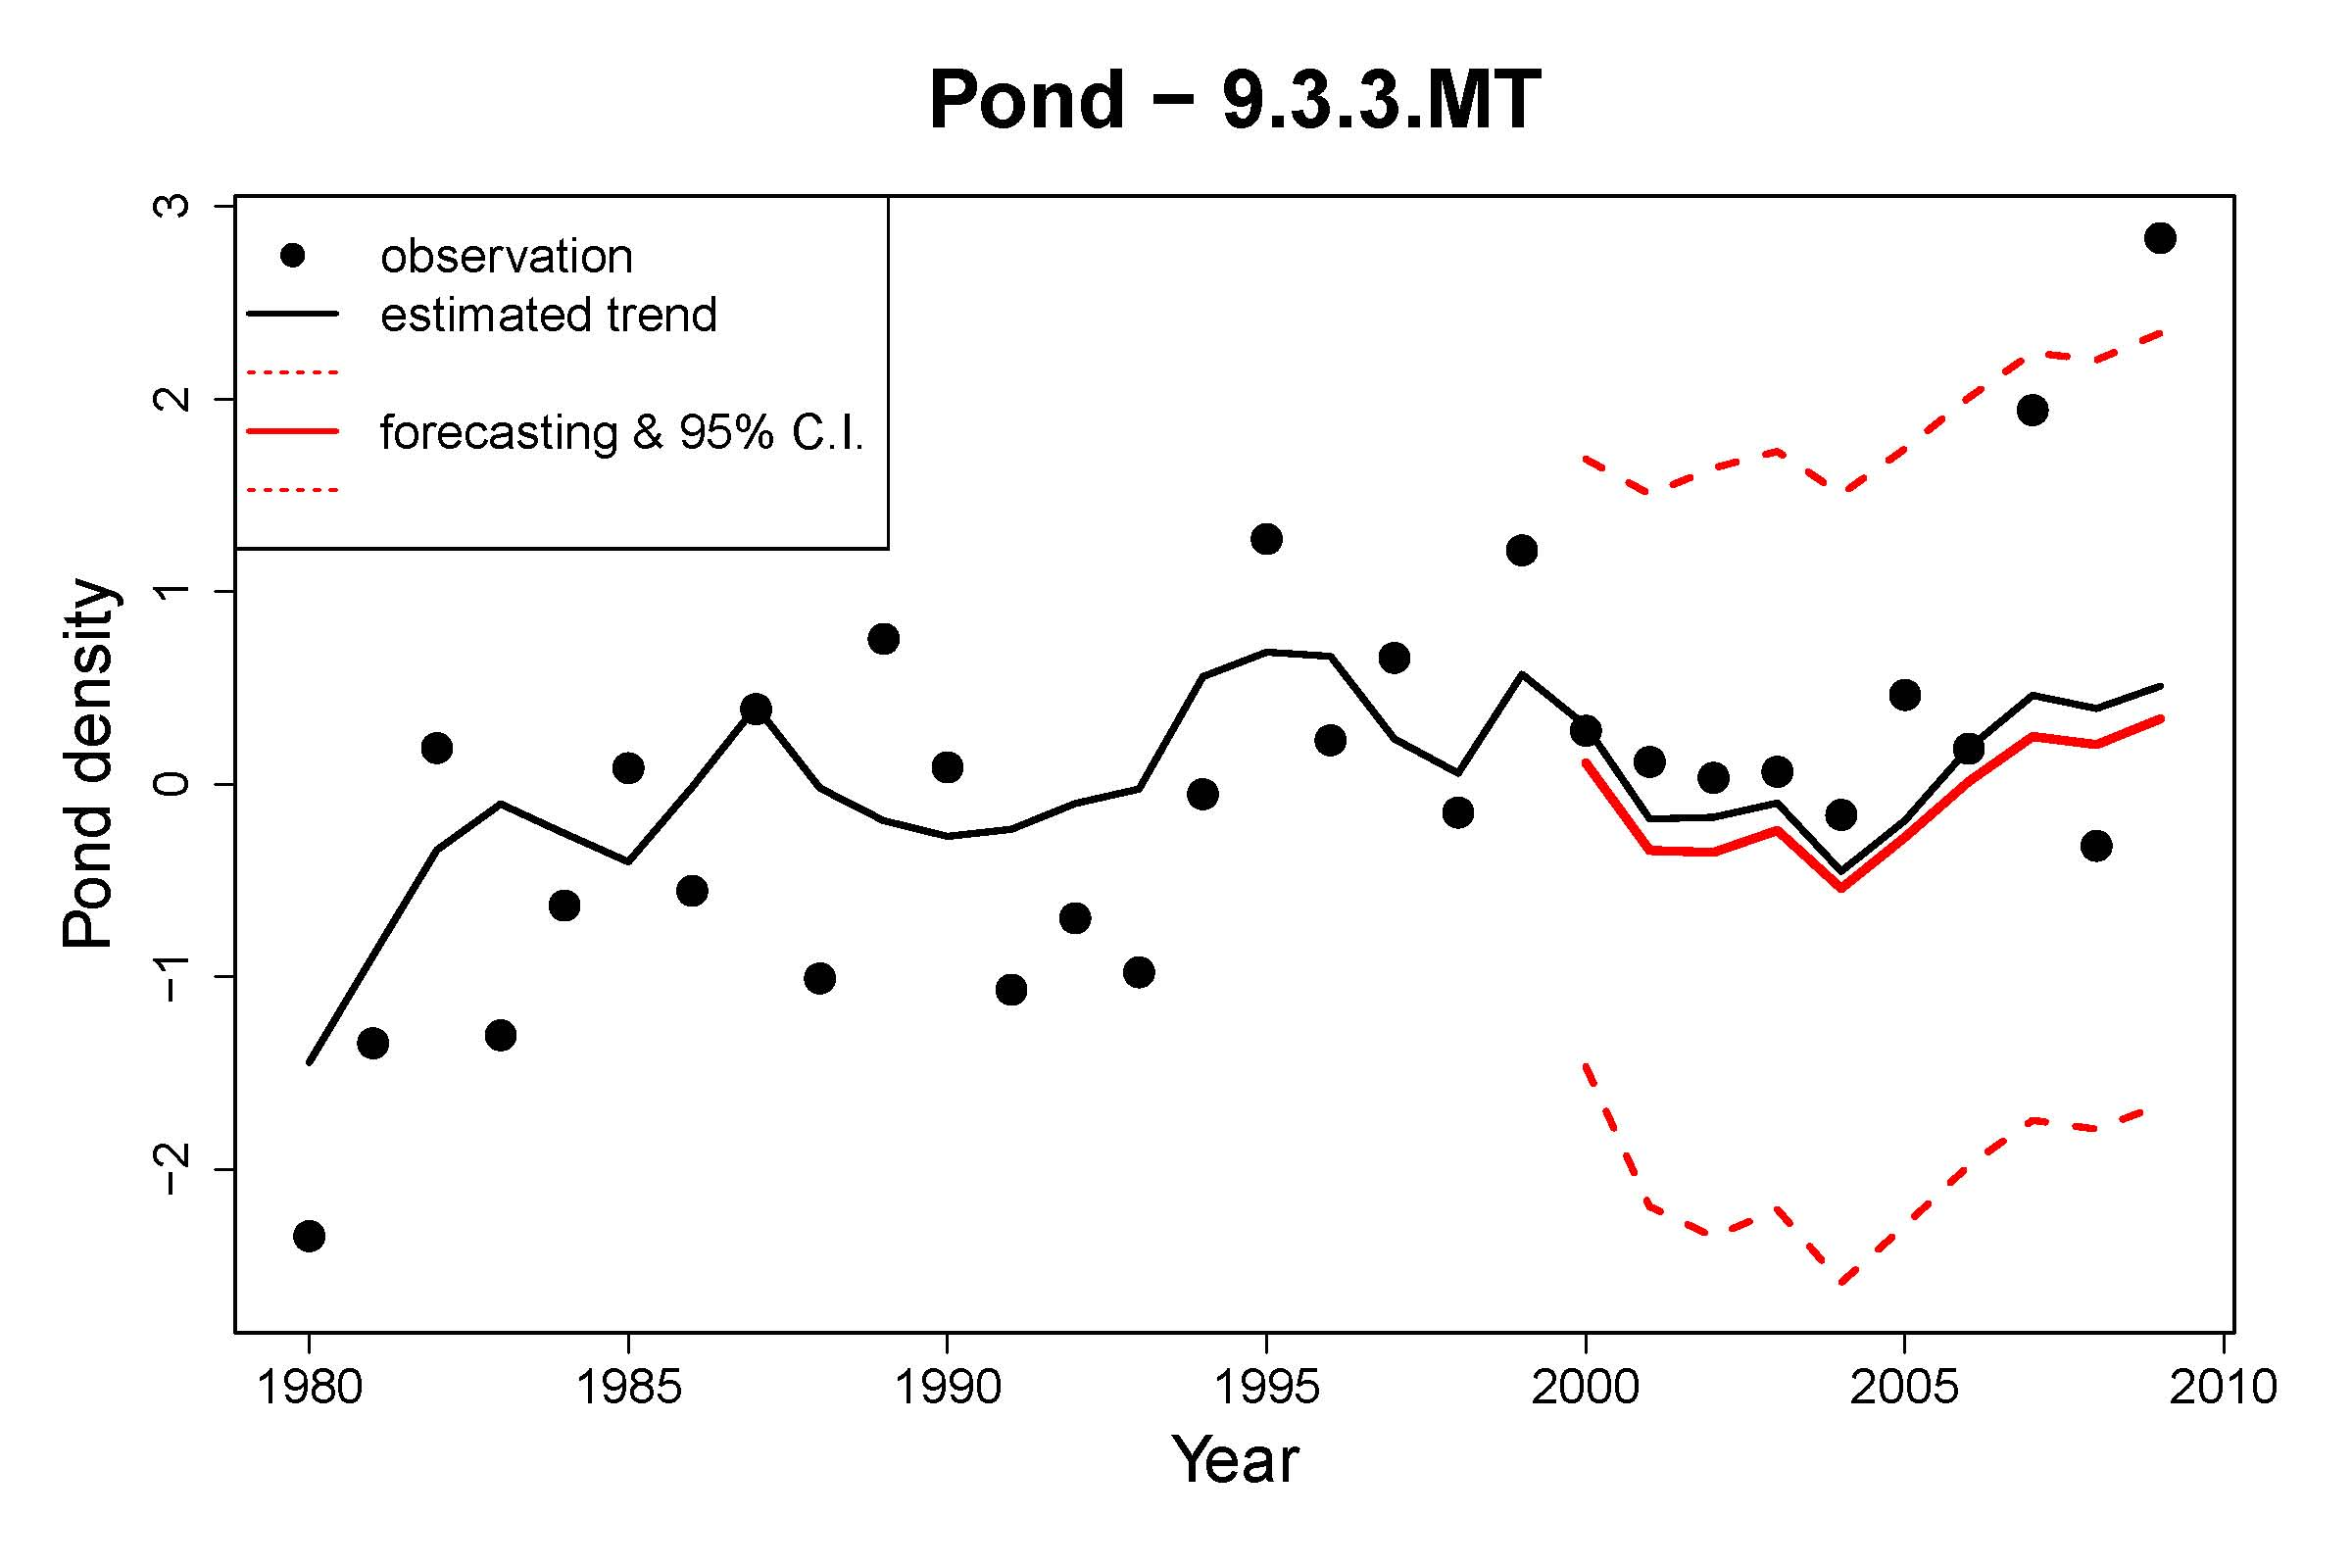 Pond − 9.3.3.MT
observation
estimated trend
forecasting & 95% C.I.
Pond density
3
2
1
0
−1
−2
1980 1985 1990 1995 2000 2005 2010
Year